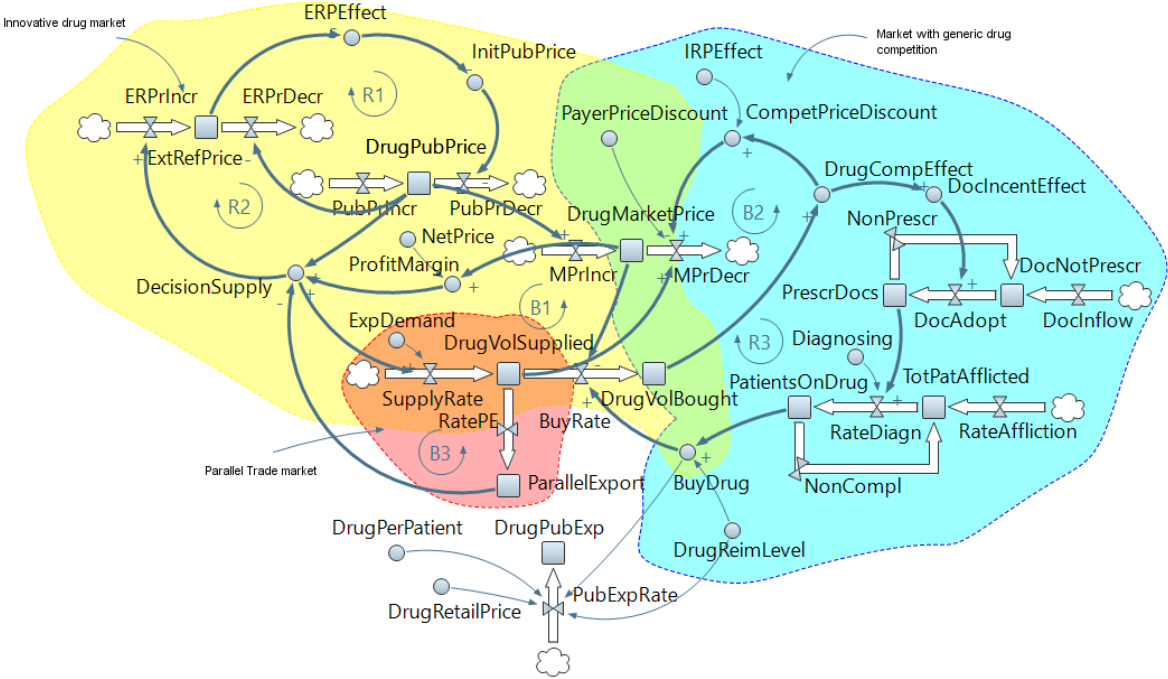 ERPEffect
Innovative drug market
InitPubPrice
IRPEffect
Market with generic drug
competition
ERPrIncr
ERPrDecr
R1
PayerPriceDiscount
CompetPriceDiscount
ExtRefPrice
DrugPubPrice
DrugCompEffect
DocIncentEffect
PubPrIncr
PubPrDecr
R2
DrugMarketPrice
B2
NonPrescr
NetPrice
MPrIncr
MPrDecr
DocNotPrescr
DecisionSupply
ProfitMargin
PrescrDocs
B1
DocAdopt
DocInflow
ExpDemand
DrugVolSupplied
R3
Diagnosing
SupplyRate
DrugVolBought
PatientsOnDrug
TotPatAfflicted
RatePE
BuyRate
RateDiagn
RateAffliction
B3
Parallel Trade market
ParallelExport
BuyDrug
NonCompl
DrugPerPatient
DrugPubExp
DrugReimLevel
PubExpRate
DrugRetailPrice